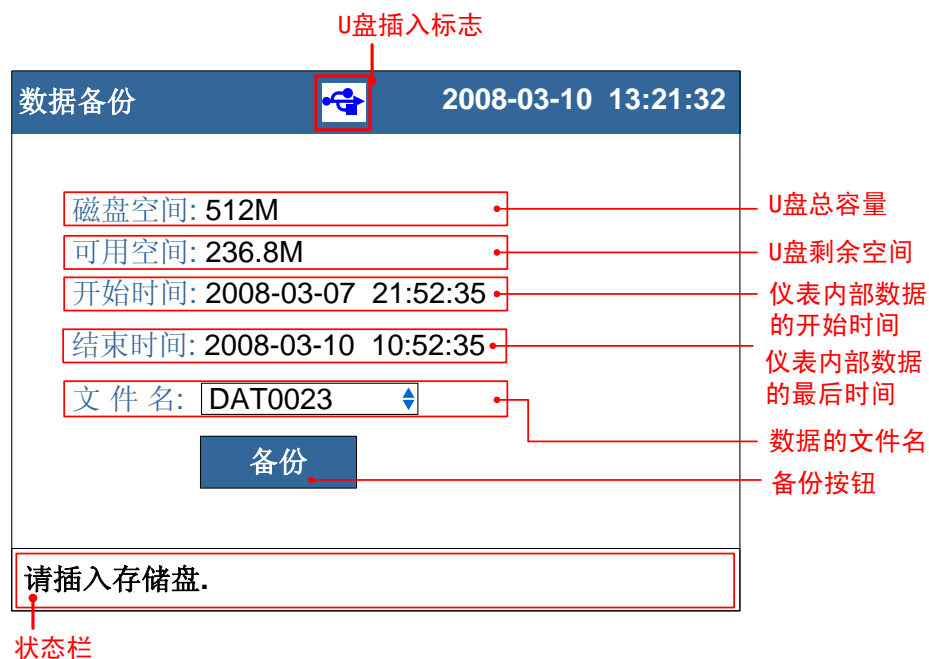 U盘插入标志
数据备份 2008-03-10 13:21:32
磁盘空间: 512M
U盘总容量
可用空间: 236.8M
U盘剩余空间
开始时间: 2008-03-07 21:52:35
仪表内部数据
的开始时间
结束时间: 2008-03-10 10:52:35
仪表内部数据
的最后时间
文 件 名: DAT0023
数据的文件名
备份
备份按钮
请插入存储盘.
状态栏